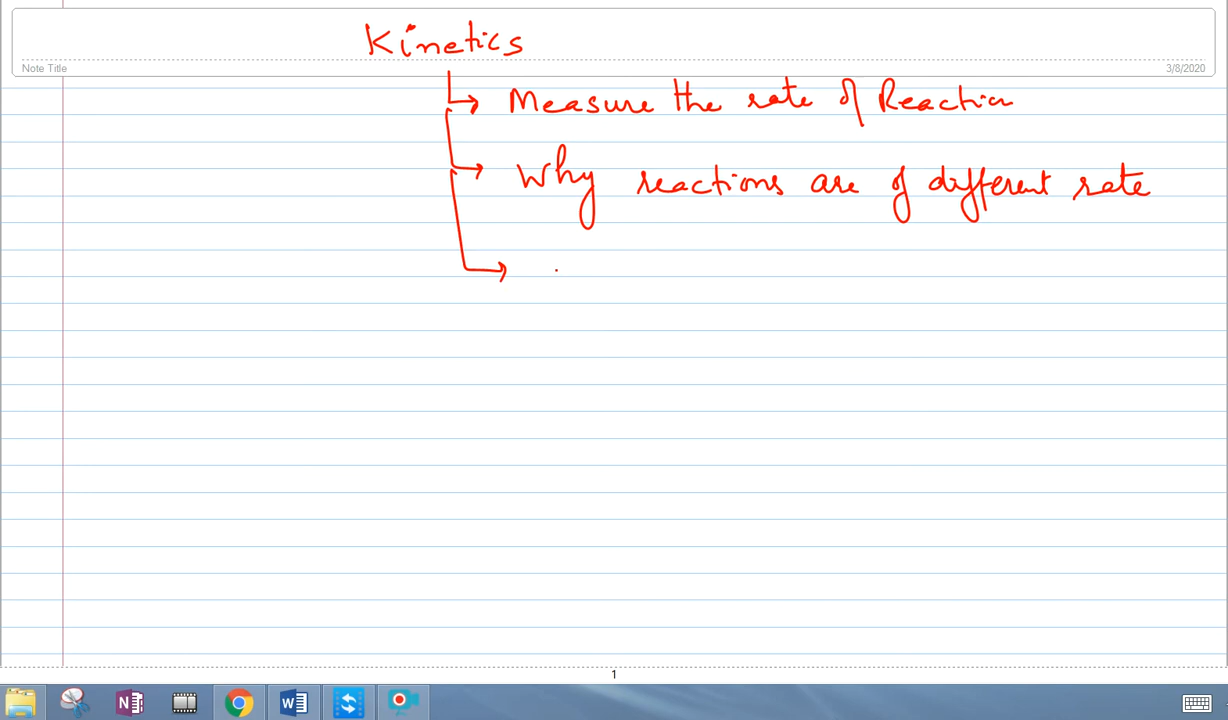 Kinetics
Note Title
3/8/2020
Measure the rate of Reaction
Why reactions are of different rate
1